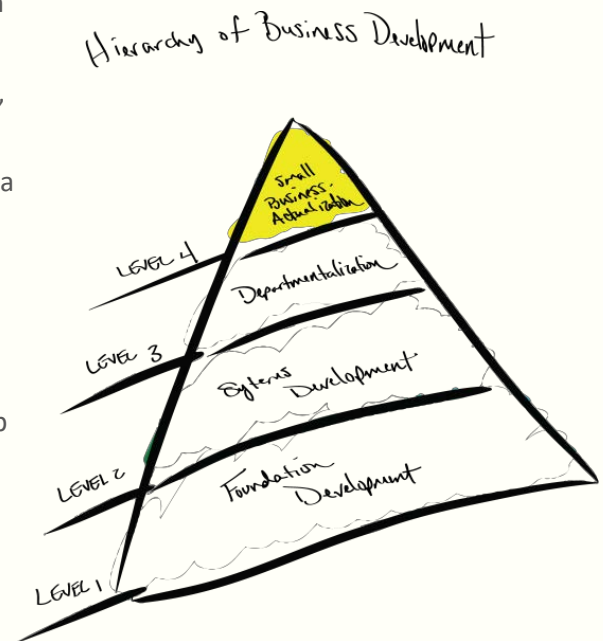 Hierarchy of Business Development
Small
Business-
Actualization
LEVEL 4
Departmentalization
LEVEL 3
Systems
Development
LEVEL 2
Foundation
Development
LEVEL 1
a